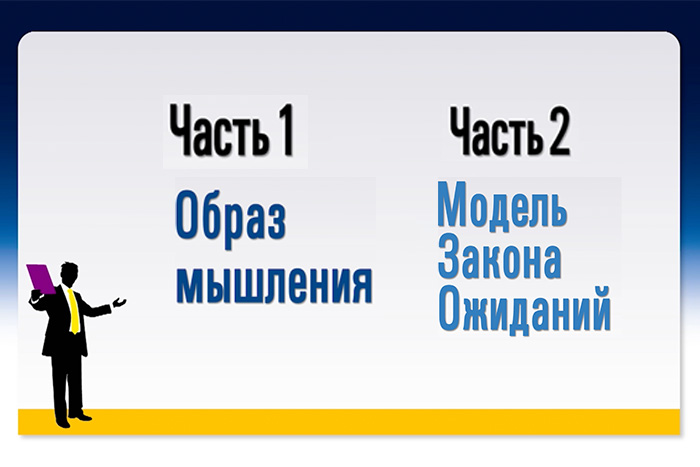 Часть 1
Образ
мышления
Часть 2
Модель
Закона
Ожиданий